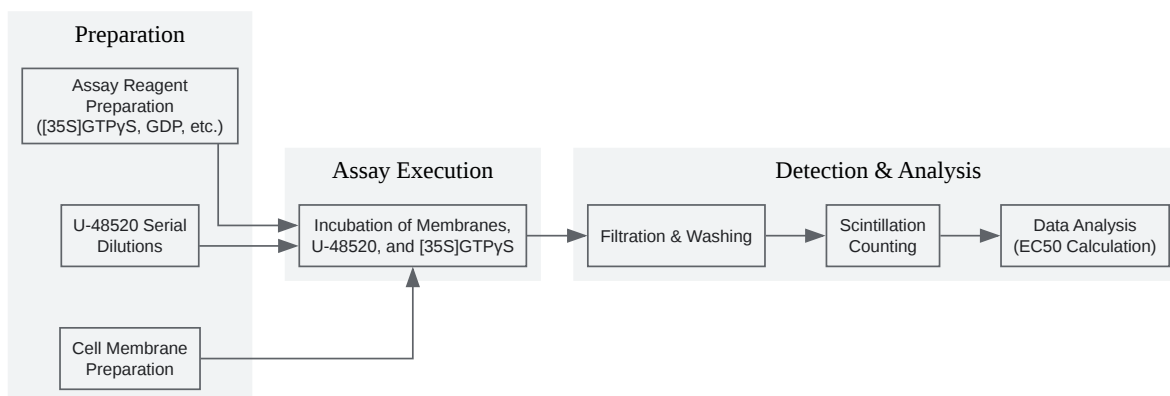 Preparation
Assay Reagent
Preparation
([35S]GTPγS, GDP, etc.)
U-48520 Serial
Dilutions
Cell Membrane
Preparation
Assay Execution
Incubation of Membranes,
U-48520, and [35S]GTPγS
Detection & Analysis
Filtration & Washing
Scintillation
Counting
Data Analysis
(EC50 Calculation)